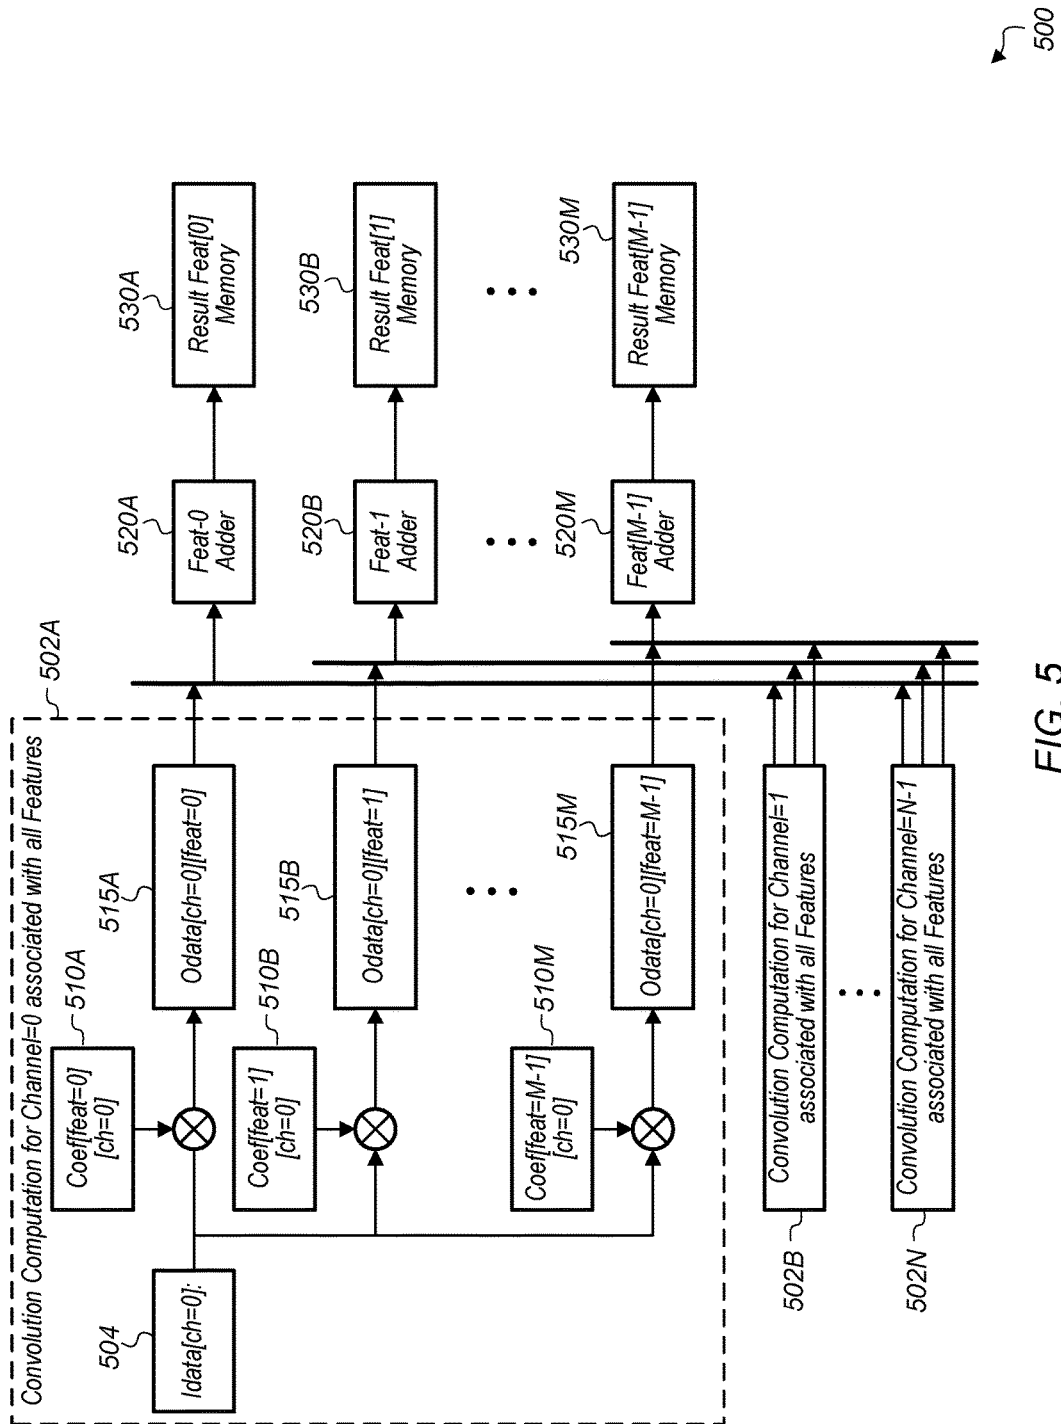 Convolution Computation for Channel=0 associated with all Features
502A
504
Idata[ch=0]:
510A
Coef[feat=0]
[ch=0]
515A
Odata[ch=0][feat=0]
520A
Feat-0
Adder
530A
Result Feat[0]
Memory
510B
Coef[feat=1]
[ch=0]
515B
Odata[ch=0][feat=1]
520B
Feat-1
Adder
530B
Result Feat[1]
Memory
510M
Coef[feat=M-1]
[ch=0]
515M
Odata[ch=0][feat=M-1]
520M
Feat[M-1]
Adder
530M
Result Feat[M-1]
Memory
502B
Convolution Computation for Channel=1
associated with all Features
502N
Convolution Computation for Channel=N-1
associated with all Features
500
FIG. 5